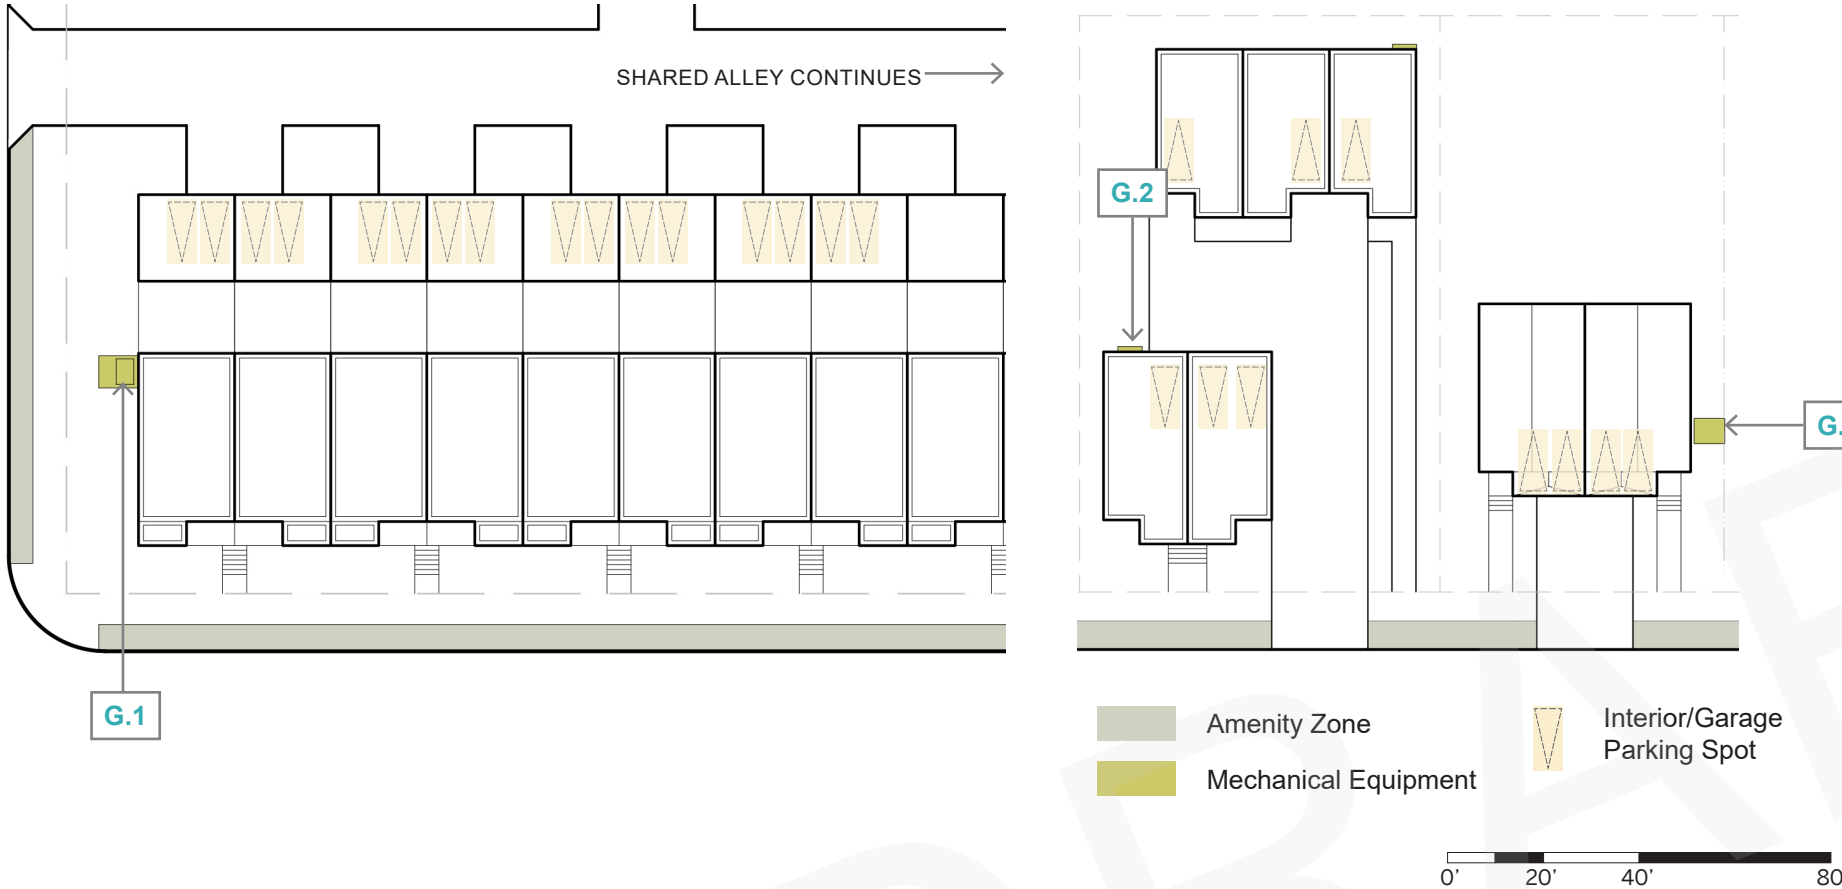 SHARED ALLEY CONTINUES
G.2
G.
G.1
Amenity Zone
Mechanical Equipment
Interior/Garage
Parking Spot
0' 20' 40' 80